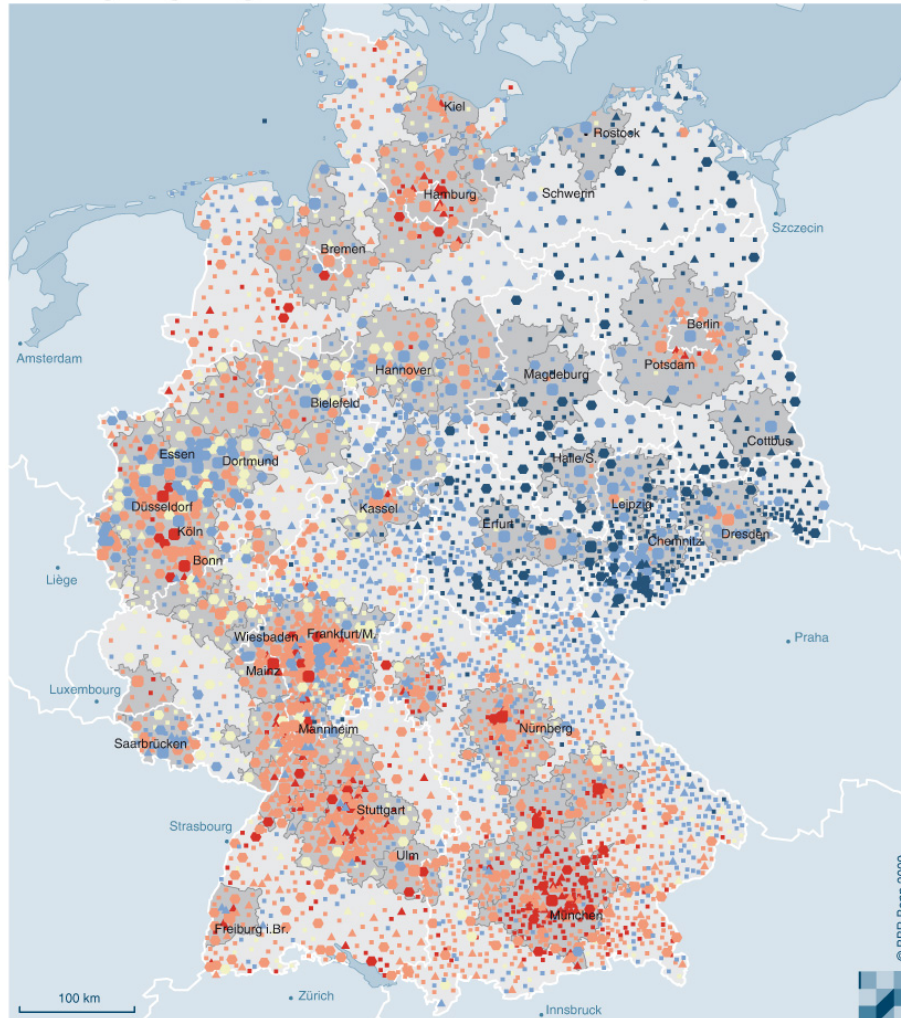 Kiel
Rostock
Hamburg
Schwerin
Szczecin
Bremen
Amsterdam
Berlin
Potsdam
Hannover
Magdeburg
Bielefeld
Cottbus
Essen
Dortmund
Halle/S.
Leipzig
Düsseldorf
Kassel
Erfurt
Köln
Chemnitz
Dresden
Bonn
Liège
Wiesbaden
Frankfurt/M.
Praha
Mainz
Luxembourg
Mannheim
Nürnberg
Saarbrücken
Stuttgart
Strasbourg
Ulm
München
Freiburg i.Br.
100 km
Zürich
Innsbruck